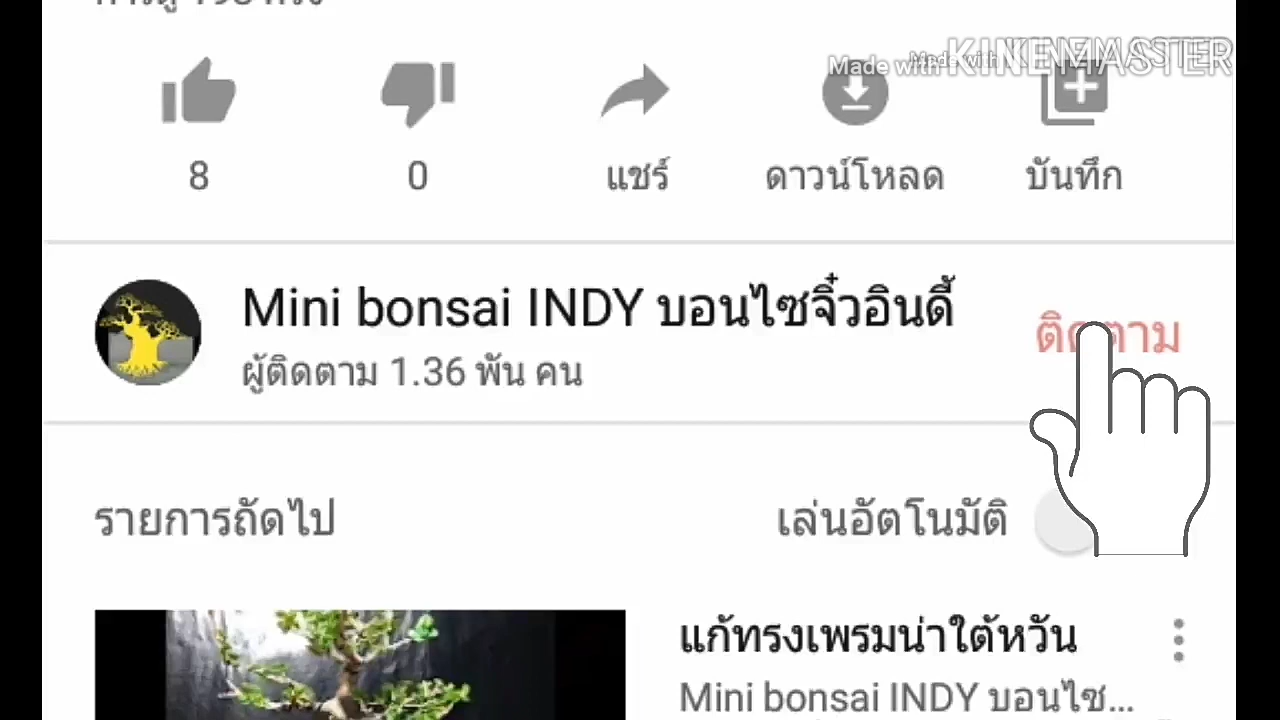 Made with KINEMASTER
8
0
แชร์
ดาวน์โหลด
บันทึก
Mini bonsai INDY บอนไซจิ๋วอินดี้
ติดตาม
ผู้ติดตาม 1.36 พัน คน
รายการถัดไป
เล่นอัตโนมัติ
แก้ทรงเพรมน่าใต้หวัน
Mini bonsai INDY บอนไซ...